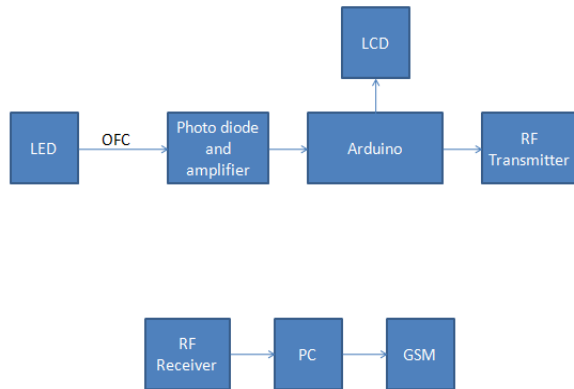 LCD
LED
OFC
Photo diode
and
amplifier
Arduino
RF
Transmitter
RF
Receiver
PC
GSM